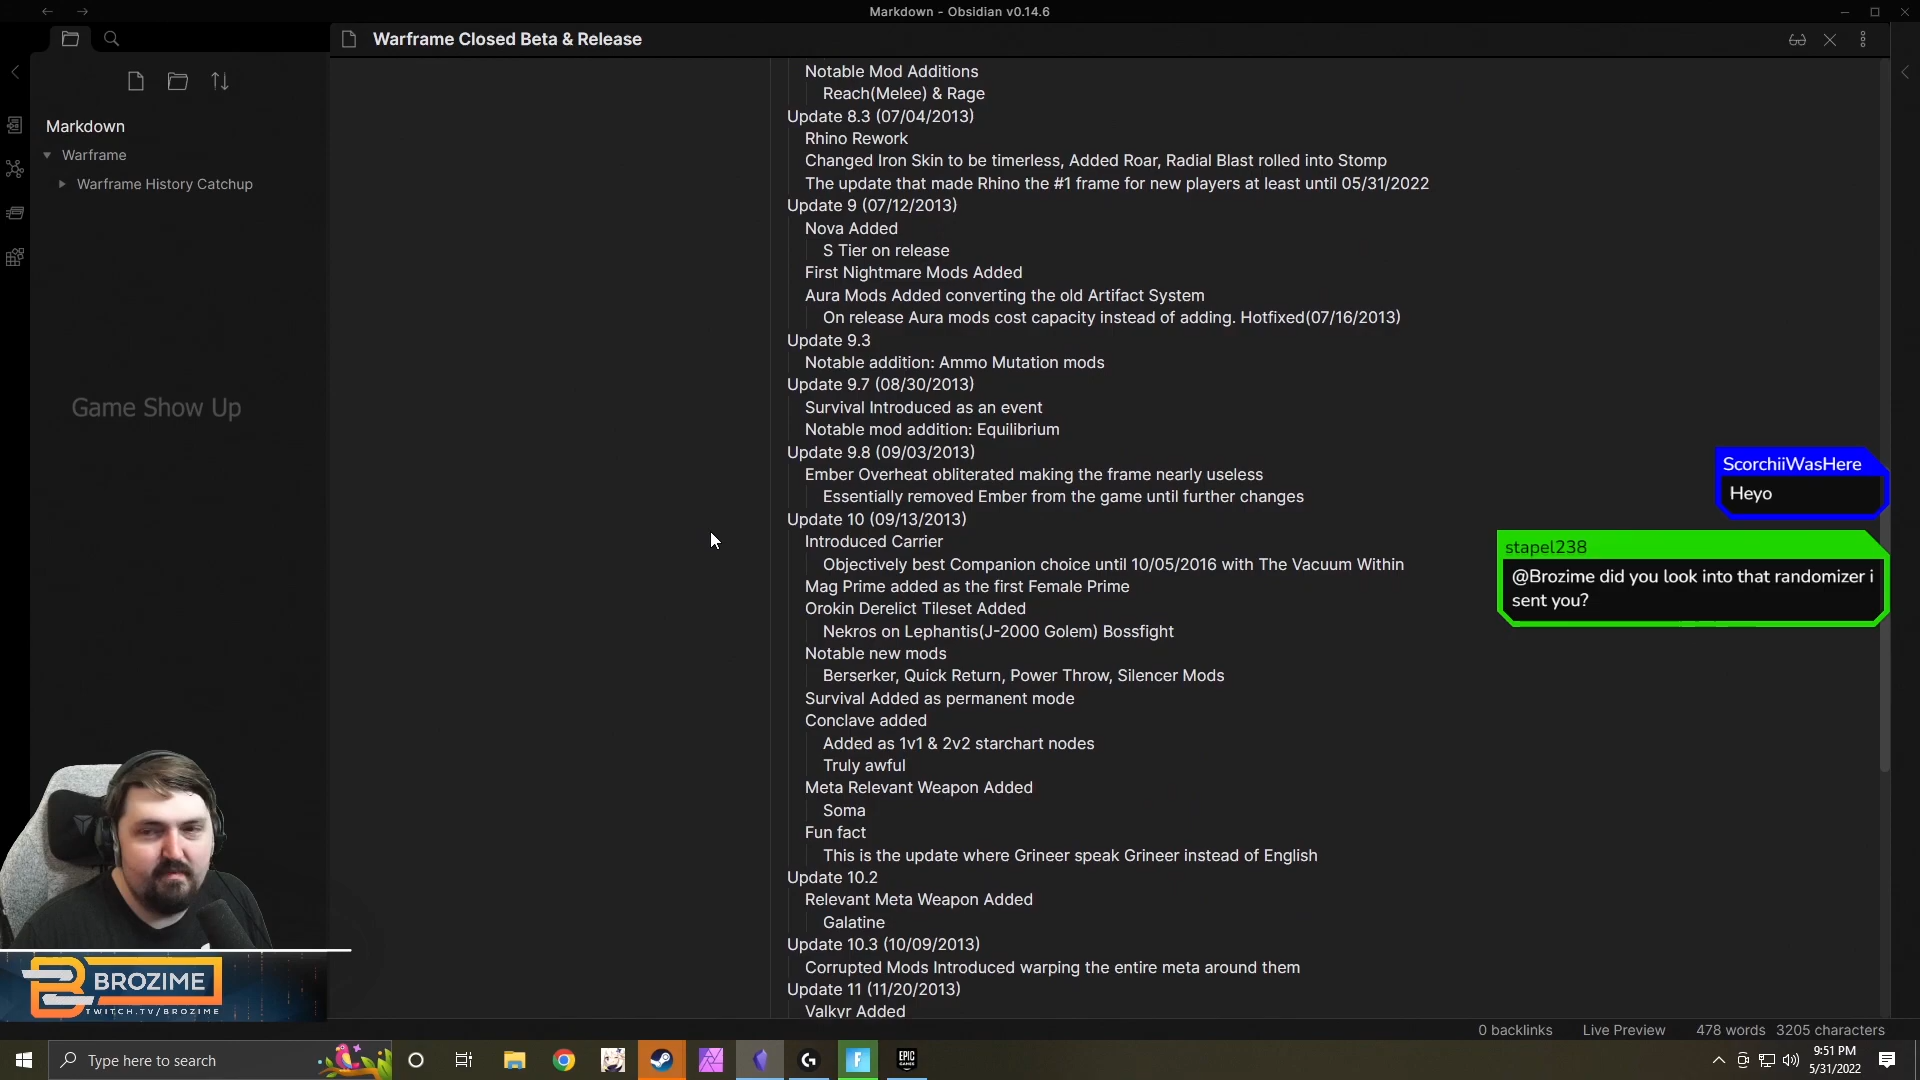 Markdown - Obsidian v0.14.6
Warframe Closed Beta & Release
Markdown
Warframe
Warframe History Catchup
Game Show Up
Notable Mod Additions
Reach(Melee) & Rage
Update 8.3 (07/04/2013)
Rhino Rework
Changed Iron Skin to be timerless, Added Roar, Radial Blast rolled into Stomp
The update that made Rhino the #1 frame for new players at least until 05/31/2022
Update 9 (07/12/2013)
Nova Added
S Tier on release
First Nightmare Mods Added
Aura Mods Added converting the old Artifact System
On release Aura mods cost capacity instead of adding. Hotfixed(07/16/2013)
Update 9.3
Notable addition: Ammo Mutation mods
Update 9.7 (08/30/2013)
Survival Introduced as an event
Notable mod addition: Equilibrium
Update 9.8 (09/03/2013)
Ember Overheat obliterated making the frame nearly useless
Essentially removed Ember from the game until further changes
Update 10 (09/13/2013)
Introduced Carrier
Objectively best Companion choice until 10/05/2016 with The Vacuum Within
Mag Prime added as the first Female Prime
Orokin Derelict Tileset Added
Nekros on Lephantis(J-2000 Golem) Bossfight
Notable new mods
Berserker, Quick Return, Power Throw, Silencer Mods
Survival Added as permanent mode
Conclave added
Added as 1v1 & 2v2 starchart nodes
Truly awful
Meta Relevant Weapon Added
Soma
Fun fact
This is the update where Grineer speak Grineer instead of English
Update 10.2
Relevant Meta Weapon Added
Galatine
Update 10.3 (10/09/2013)
Corrupted Mods Introduced warping the entire meta around them
Update 11 (11/20/2013)
Valkyr Added
ScorchiiWasHere
Heyo
stapel238
@Brozime did you look into that randomizer i
sent you?
BROZIME
TWITCH.TV/BROZIME
0 backlinks
Live Preview
478 words 3205 characters
Type here to search
EPIC
GAMES
9:51 PM
5/31/2022